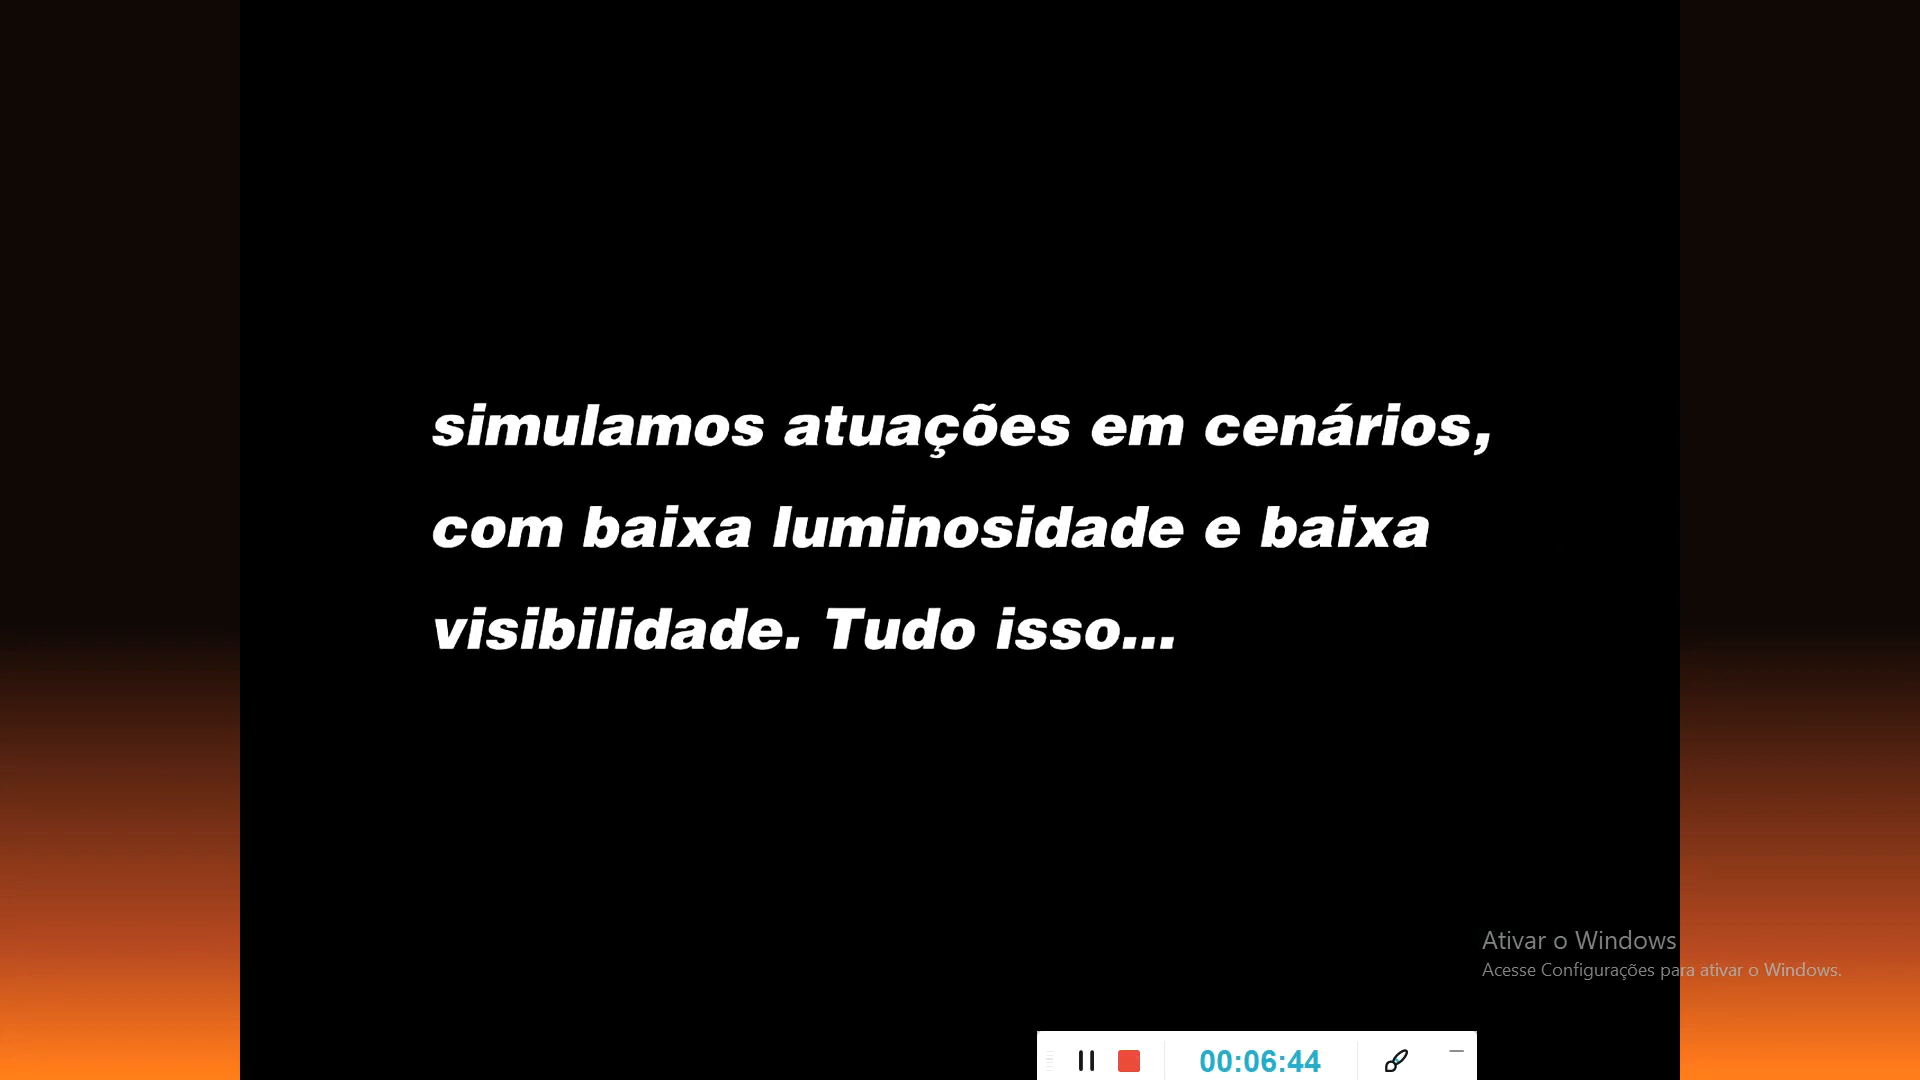 simulamos atuações em cenários,
com baixa luminosidade e baixa
visibilidade. Tudo isso...
Ativar o Windows
Acesse Configurações para ativar o Windows.
00:06:44